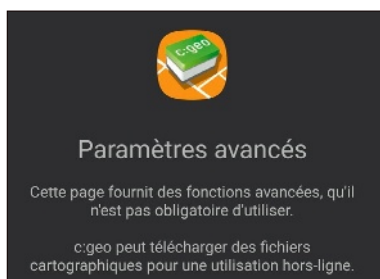 c:geo
Paramètres avancés
Cette page fournit des fonctions avancées, qu'il
n'est pas obligatoire d'utiliser.
c:geo peut télécharger des fichiers
cartographiques pour une utilisation hors-ligne.